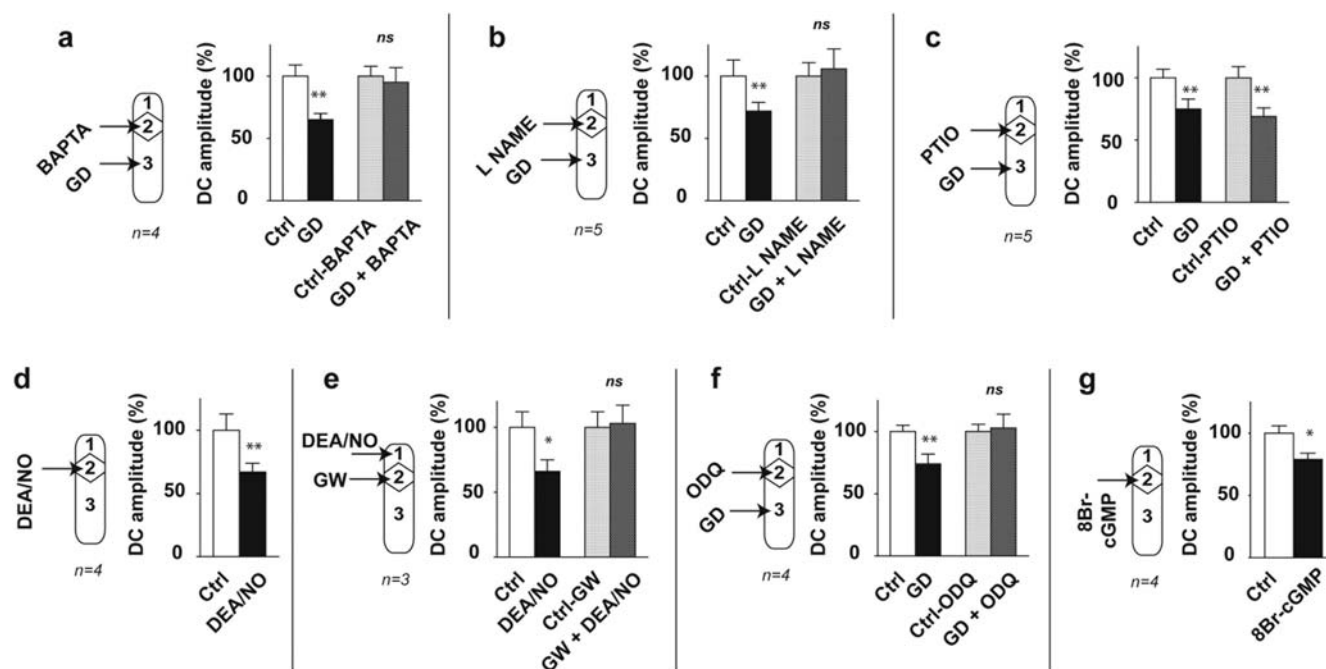 a
BAPTA
GD
1
2
3
n=4
DC amplitude (%)
100
50
0
**
ns
Ctrl
GD
Ctrl-BAPTA
GD + BAPTA
b
L NAME
GD
1
2
3
n=5
DC amplitude (%)
100
50
0
**
ns
Ctrl
GD
Ctrl-L NAME
GD + L NAME
c
PTIO
GD
1
2
3
n=5
DC amplitude (%)
100
50
0
**
**
Ctrl
GD
Ctrl-PTIO
GD + PTIO
d
DEA/NO
1
2
3
n=4
DC amplitude (%)
100
50
0
**
Ctrl
DEA/NO
e
DEA/NO
GW
1
2
3
n=3
DC amplitude (%)
100
50
0
*
ns
Ctrl
DEA/NO
Ctrl-GW
GW + DEA/NO
f
ODQ
GD
1
2
3
n=4
DC amplitude (%)
100
50
0
**
ns
Ctrl
GD
Ctrl-ODQ
GD + ODQ
g
8Br-
cGMP
1
2
3
n=4
DC amplitude (%)
100
50
0
*
Ctrl
8Br-cGMP